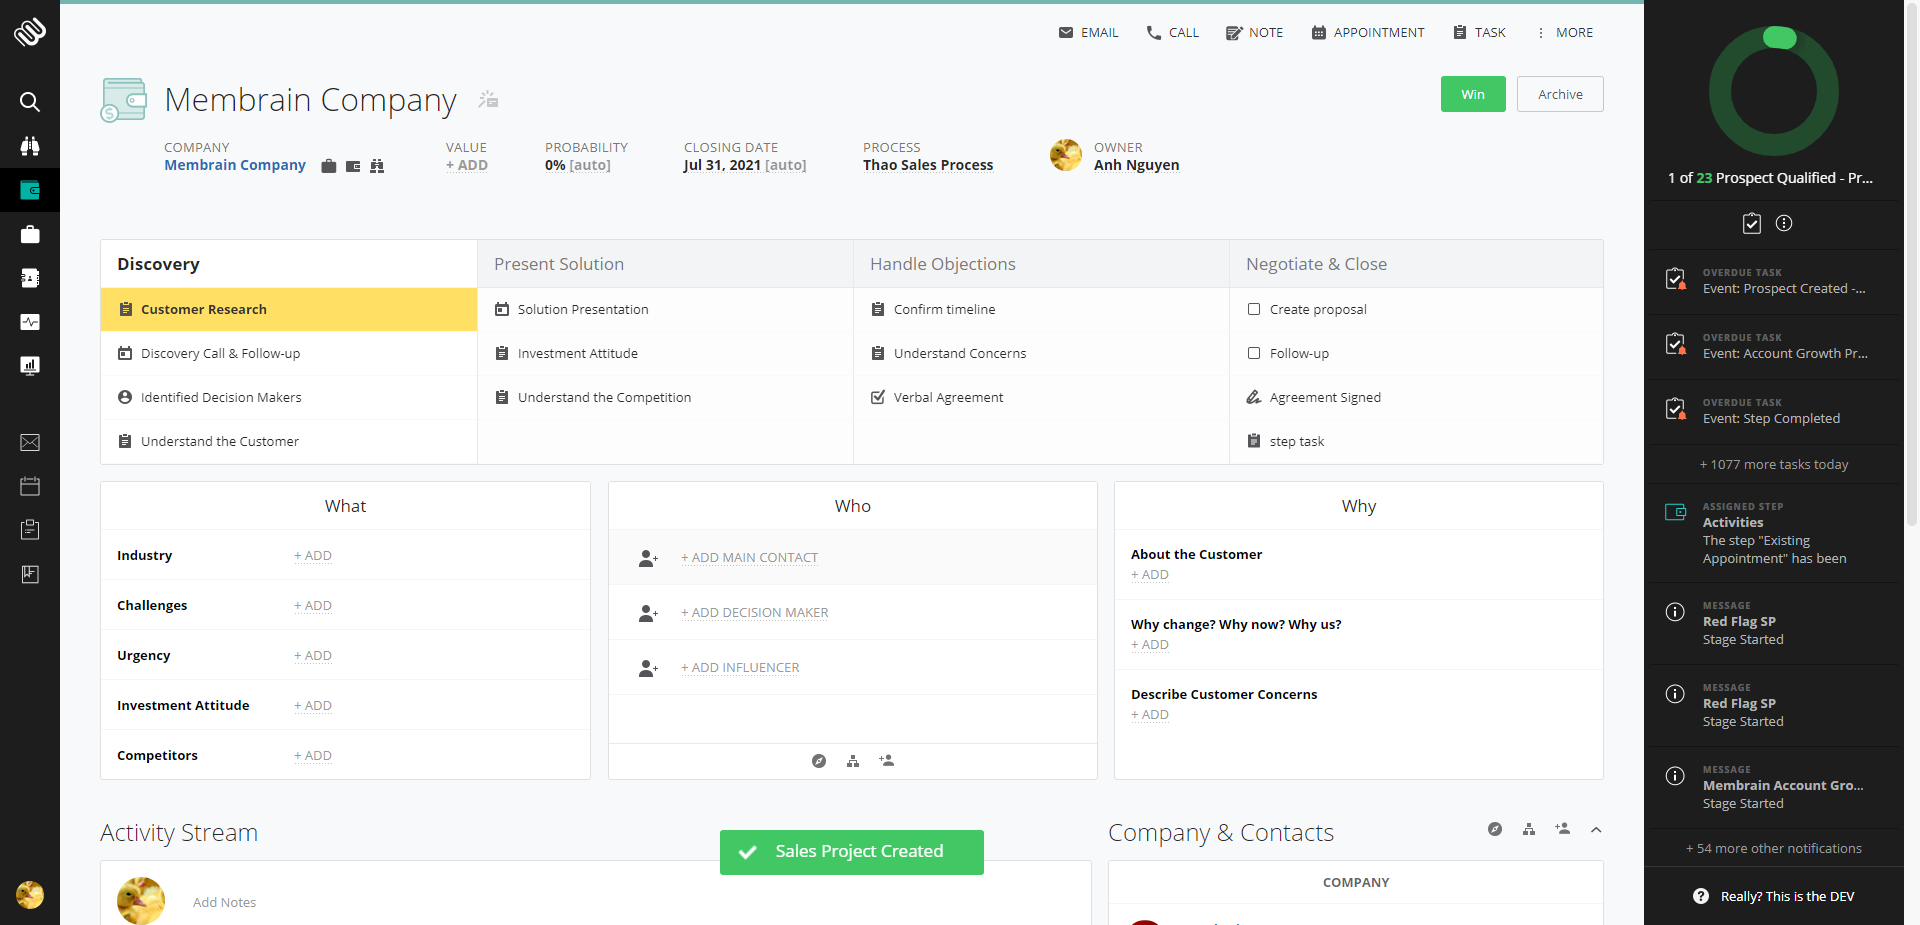 EMAIL
CALL
NOTE
APPOINTMENT
TASK
MORE
Membrain Company
Win
Archive
COMPANY
Membrain Company
VALUE
+ ADD
PROBABILITY
0% [auto]
CLOSING DATE
Jul 31, 2021 [auto]
PROCESS
Thao Sales Process
OWNER
Anh Nguyen
Discovery
Customer Research
Discovery Call & Follow-up
Identified Decision Makers
Understand the Customer
Present Solution
Solution Presentation
Investment Attitude
Understand the Competition
Handle Objections
Confirm timeline
Understand Concerns
Verbal Agreement
Negotiate & Close
Create proposal
Follow-up
Agreement Signed
step task
What
Industry + ADD
Challenges + ADD
Urgency + ADD
Investment Attitude + ADD
Competitors + ADD
Who
+ ADD MAIN CONTACT
+ ADD DECISION MAKER
+ ADD INFLUENCER
Why
About the Customer
+ ADD
Why change? Why now? Why us?
+ ADD
Describe Customer Concerns
+ ADD
Activity Stream
Add Notes
Sales Project Created
Company & Contacts
COMPANY
1 of 23 Prospect Qualified - Pr...
OVERDUE TASK
Event: Prospect Created -...
OVERDUE TASK
Event: Account Growth Pr...
OVERDUE TASK
Event: Step Completed
+ 1077 more tasks today
ASSIGNED STEP
Activities
The step "Existing
Appointment" has been
MESSAGE
Red Flag SP
Stage Started
MESSAGE
Red Flag SP
Stage Started
MESSAGE
Membrain Account Gro...
Stage Started
+ 54 more other notifications
Really? This is the DEV